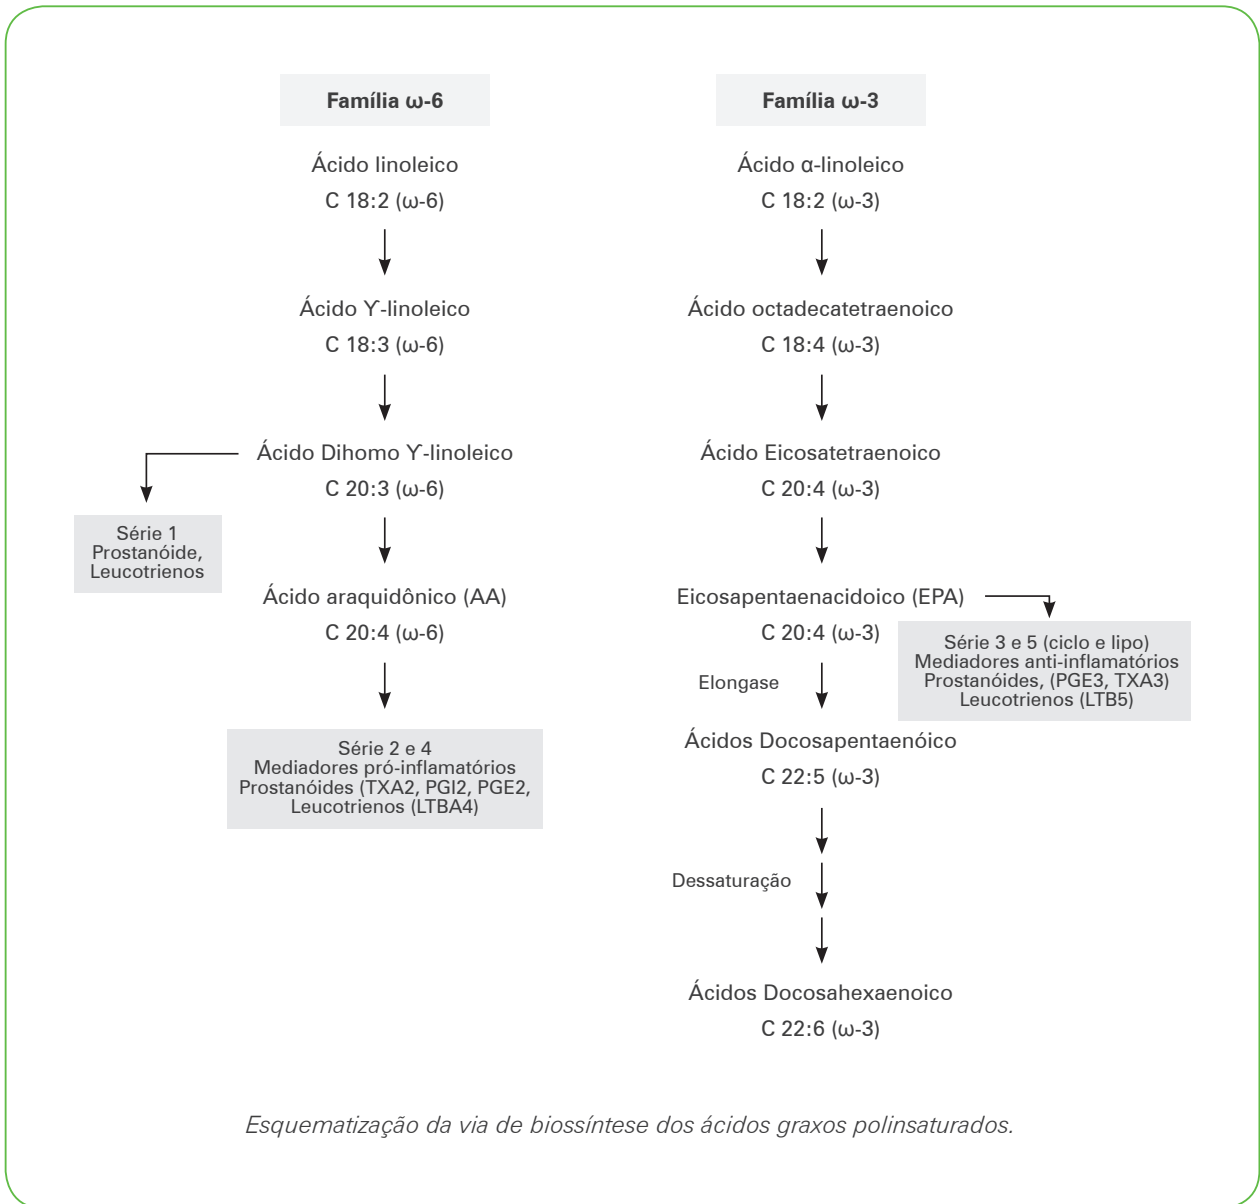 Família ω-6
Ácido linoleico
C 18:2 (ω-6)
Ácido ϒ-linoleico
C 18:3 (ω-6)
Ácido Dihomo ϒ-linoleico
C 20:3 (ω-6)
Série 1
Prostanóide,
Leucotrienos
Ácido araquidônico (AA)
C 20:4 (ω-6)
Série 2 e 4
Mediadores pró-inflamatórios
Prostanóides (TXA2, PGI2, PGE2,
Leucotrienos (LTBA4)
Família ω-3
Ácido α-linoleico
C 18:2 (ω-3)
Ácido octadecatetraenoico
C 18:4 (ω-3)
Ácido Eicosatetraenoico
C 20:4 (ω-3)
Eicosapentaenacidoico (EPA)
C 20:4 (ω-3)
Série 3 e 5 (ciclo e lipo)
Mediadores anti-inflamatórios
Prostanóides, (PGE3, TXA3)
Leucotrienos (LTB5)
Elongase
Ácidos Docosapentaenóico
C 22:5 (ω-3)
Dessaturação
Ácidos Docosahexaenoico
C 22:6 (ω-3)
Esquematização da via de biossíntese dos ácidos graxos polinsaturados.